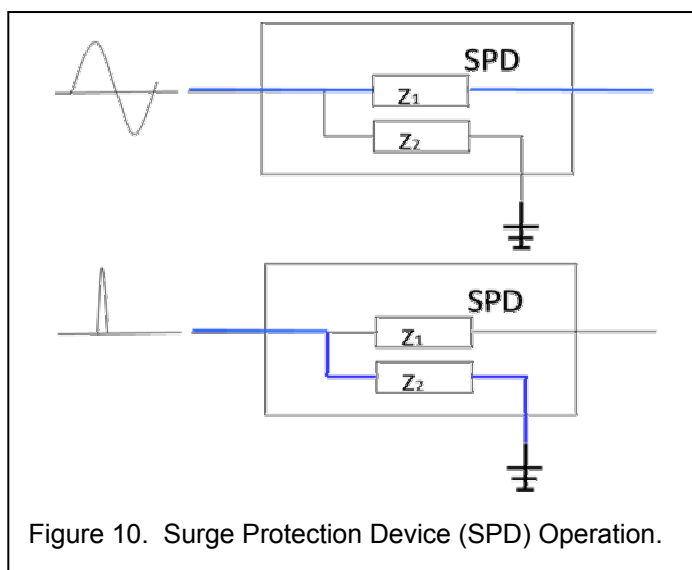 SPD
Z1
Z2
SPD
Z1
Z2
Figure 10. Surge Protection Device (SPD) Operation.